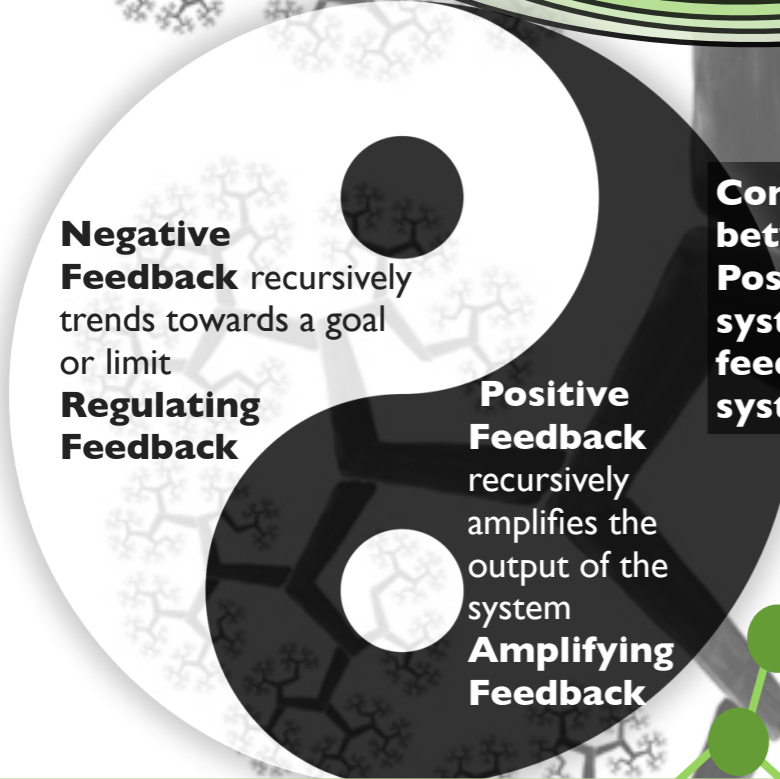 Negative
Feedback recursively
trends towards a goal
or limit
Regulating
Feedback
Positive
Feedback
recursively
amplifies the
output of the
system
Amplifying
Feedback